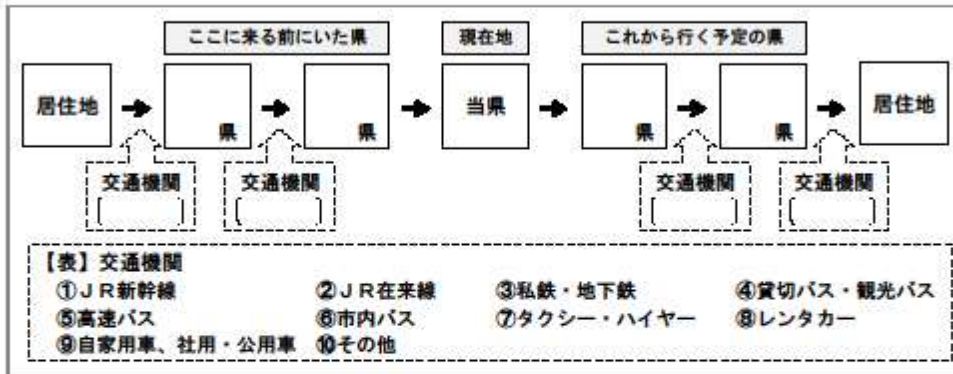 ここに来る前にいた県 現在地 これから行く予定の県
居住地 県 県 当県 県 県 居住地
交通機関 交通機関 交通機関 交通機関
【表】交通機関
①JR新幹線 ②JR在来線 ③私鉄・地下鉄 ④貸切バス・観光バス
⑤高速バス ⑥市内バス ⑦タクシー・ハイヤー ⑧レンタカー
⑨自家用車、社用・公用車 ⑩その他